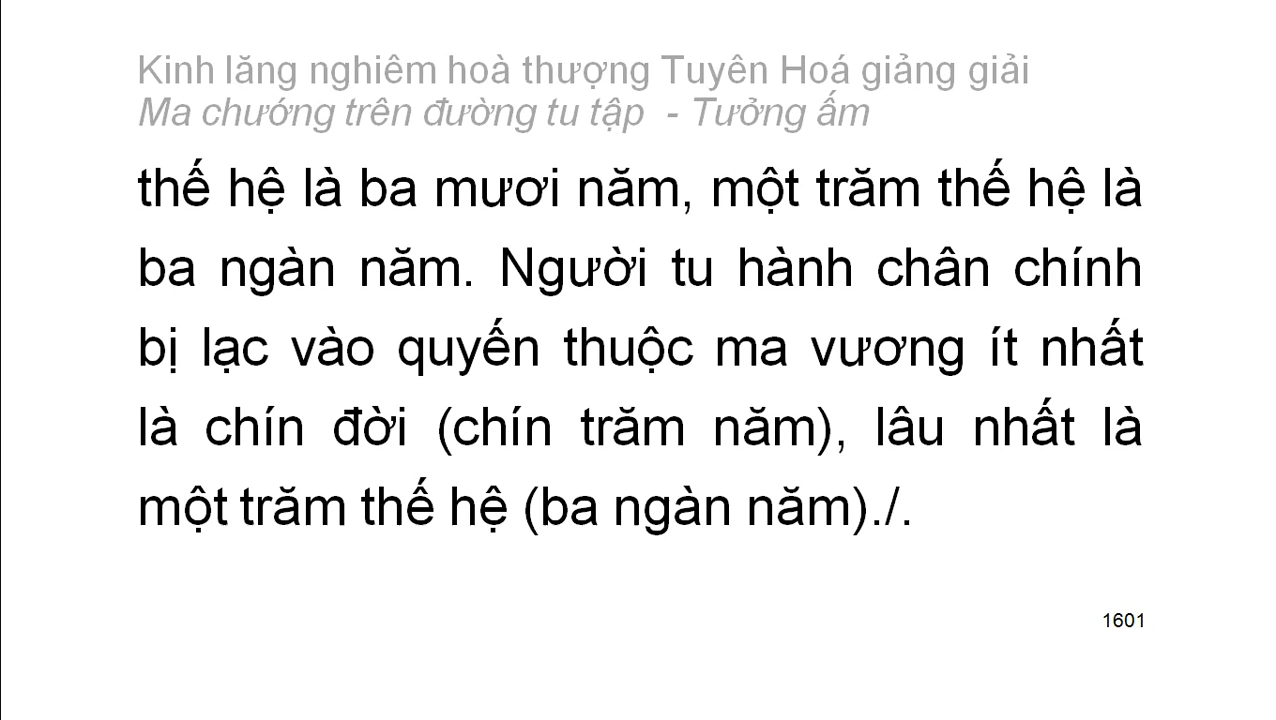 Kinh lăng nghiêm hoà thượng Tuyên Hoá giảng giải
Ma chướng trên đường tu tập - Tưởng ấm
thế hệ là ba mươi năm, một trăm thế hệ là
ba ngàn năm. Người tu hành chân chính
bị lạc vào quyến thuộc ma vương ít nhất
là chín đời (chín trăm năm), lâu nhất là
một trăm thế hệ (ba ngàn năm)./.
1601